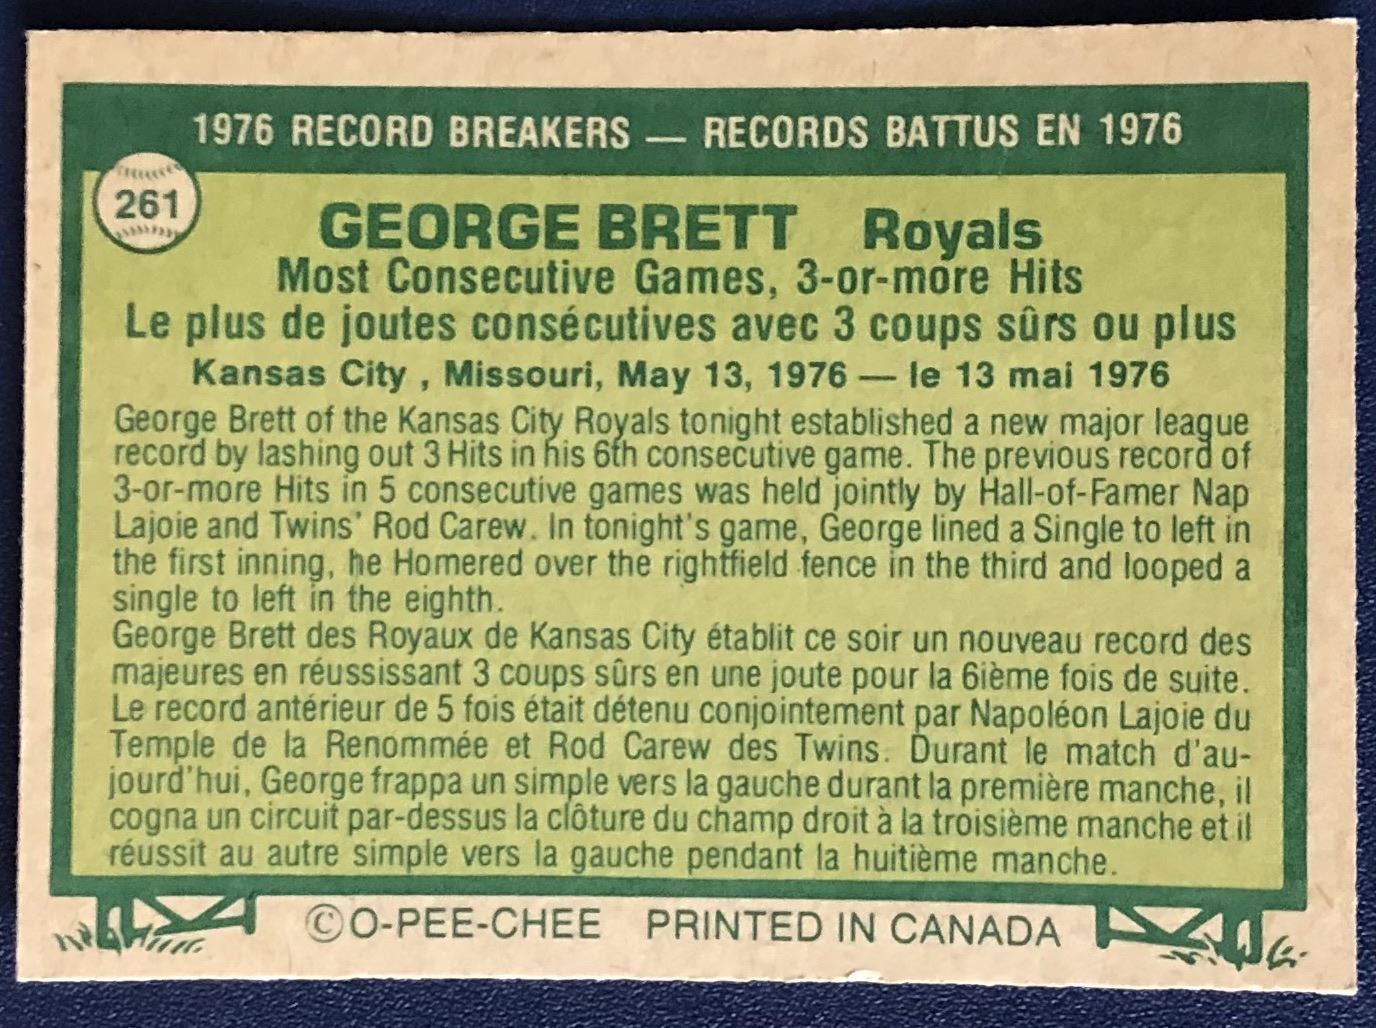 1976 RECORD BREAKERS — RECORDS BATTUS EN 1976
261
GEORGE BRETT Royals
Most Consecutive Games, 3-or-more Hits
Le plus de joutes consécutives avec 3 coups sûrs ou plus
Kansas City , Missouri, May 13, 1976 — le 13 mai 1976
George Brett of the Kansas City Royals tonight established a new major league
record by lashing out 3 Hits in his 6th consecutive game. The previous record of
3-or-more Hits in 5 consecutive games was held jointly by Hall-of-Famer Nap
Lajoie and Twins' Rod Carew. In tonight's game, George lined a Single to left in
the first inning, he Homered over the rightfield fence in the third and looped a
single to left in the eighth.
George Brett des Royaux de Kansas City établit ce soir un nouveau record des
majeures en réussissant 3 coups sûrs en une joute pour la 6ième fois de suite.
Le record antérieur de 5 fois était détenu conjointement par Napoléon Lajoie du
Temple de la Renommée et Rod Carew des Twins. Durant le match d'au-
jourd'hui, George frappa un simple vers la gauche durant la première manche, il
cogna un circuit par-dessus la clôture du champ droit à la troisième manche et il
réussit au autre simple vers la gauche pendant la huitième manche.
©O-PEE-CHEE PRINTED IN CANADA